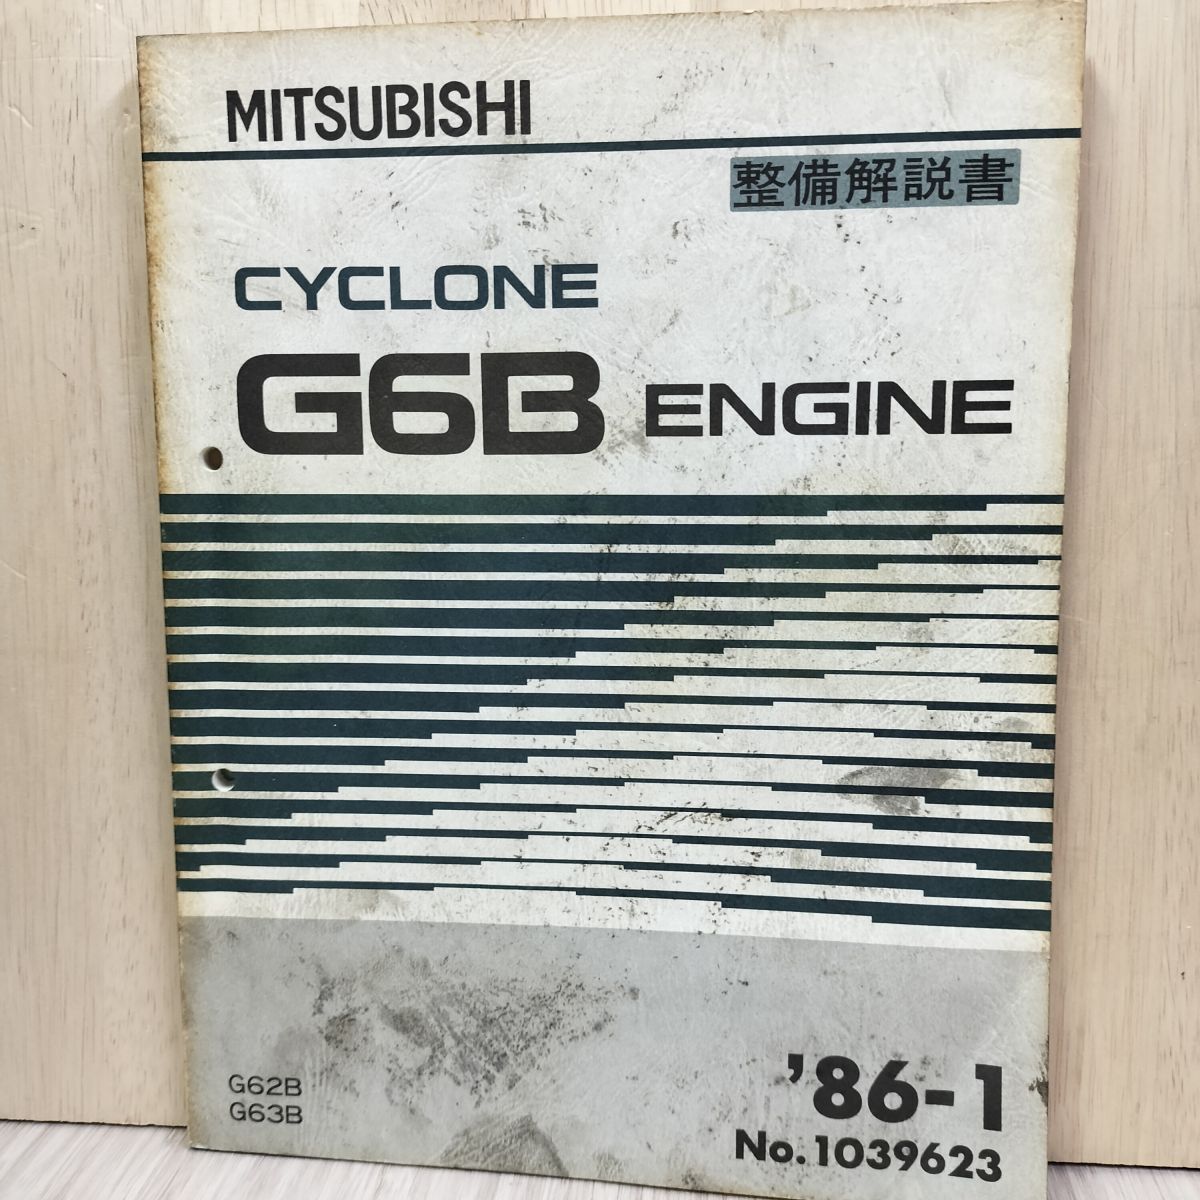 MITSUBISHI
整備解説書
CYCLONE
G6B ENGINE
G62B
G63B
'86-1
No.1039623